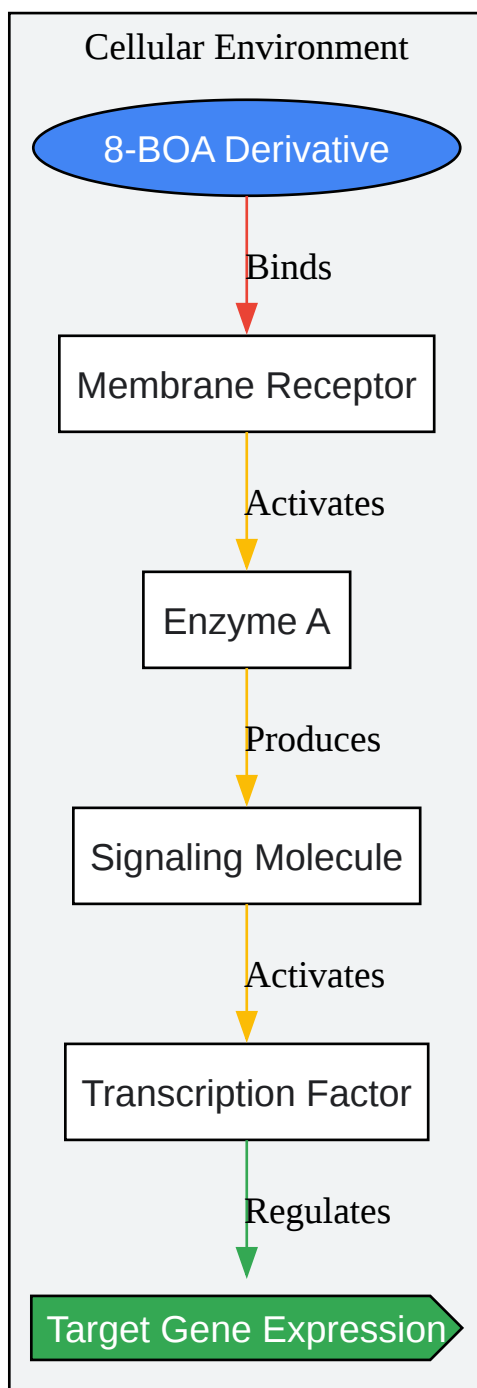 Cellular Environment
8-BOA Derivative
Binds
Membrane Receptor
Activates
Enzyme A
Produces
Signaling Molecule
Activates
Transcription Factor
Regulates
Target Gene Expression